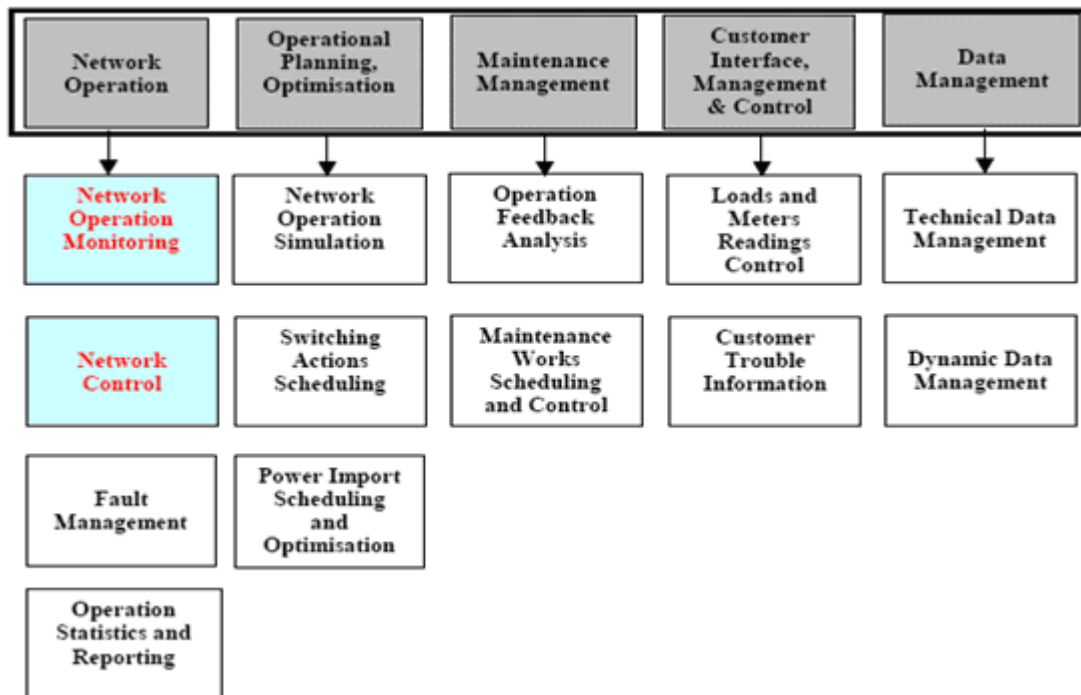 Network
Operation
Operational
Planning,
Optimisation
Maintenance
Management
Customer
Interface,
Management
& Control
Data
Management
Network
Operation
Monitoring
Network
Operation
Simulation
Operation
Feedback
Analysis
Loads and
Meters
Readings
Control
Technical Data
Management
Network
Control
Switching
Actions
Scheduling
Maintenance
Works
Scheduling
and Control
Customer
Trouble
Information
Dynamic Data
Management
Fault
Management
Power Import
Scheduling
and
Optimisation
Operation
Statistics and
Reporting